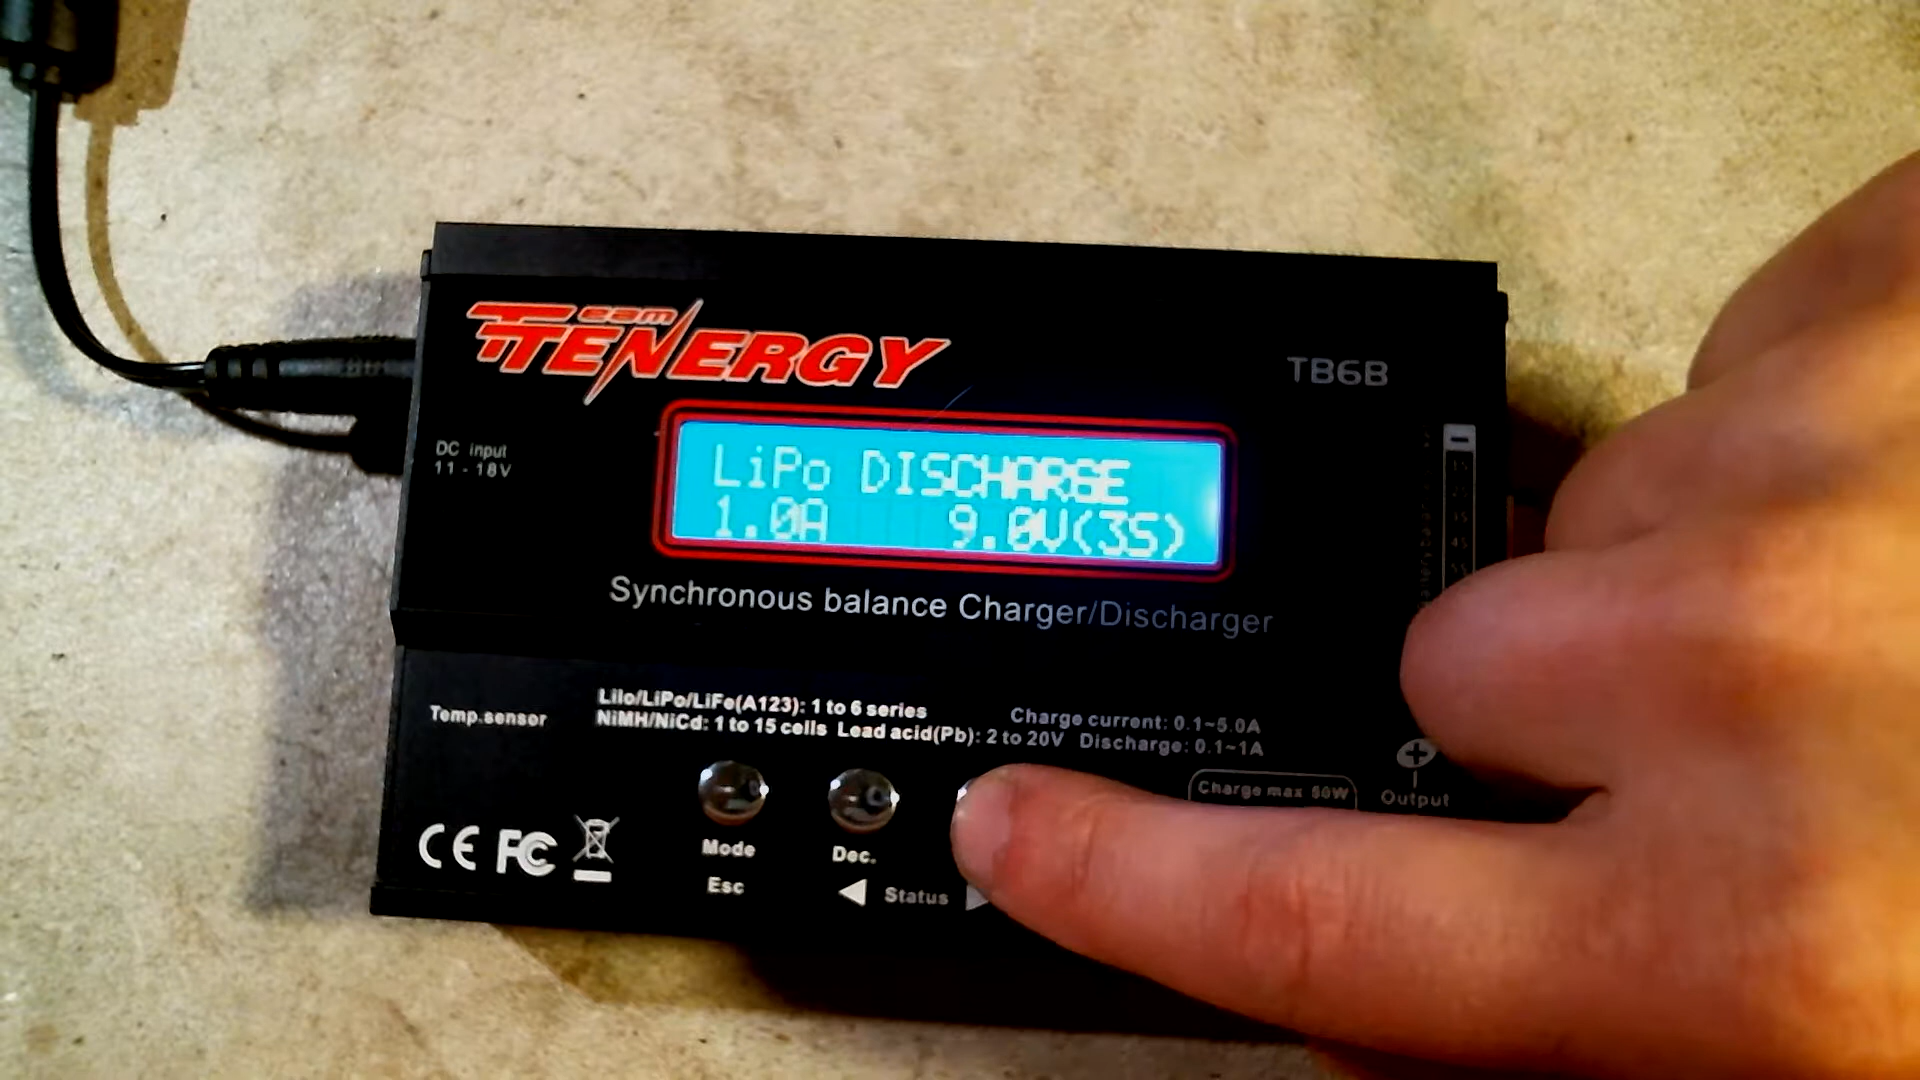 Team
TENERGY
TB6B
DC input
11 - 18V
LiPo DISCHARGE
1.0A 9.0V(3S)
Synchronous balance Charger/Discharger
LiIo/LiPo/LiFe(A123): 1 to 6 series
NiMH/NiCd: 1 to 15 cells Lead acid(Pb): 2 to 20V
Charge current: 0.1~5.0A
Discharge: 0.1~1A
Temp.sensor
Charge max 50W
Output
Mode
Esc
Dec.
Status
CE FC